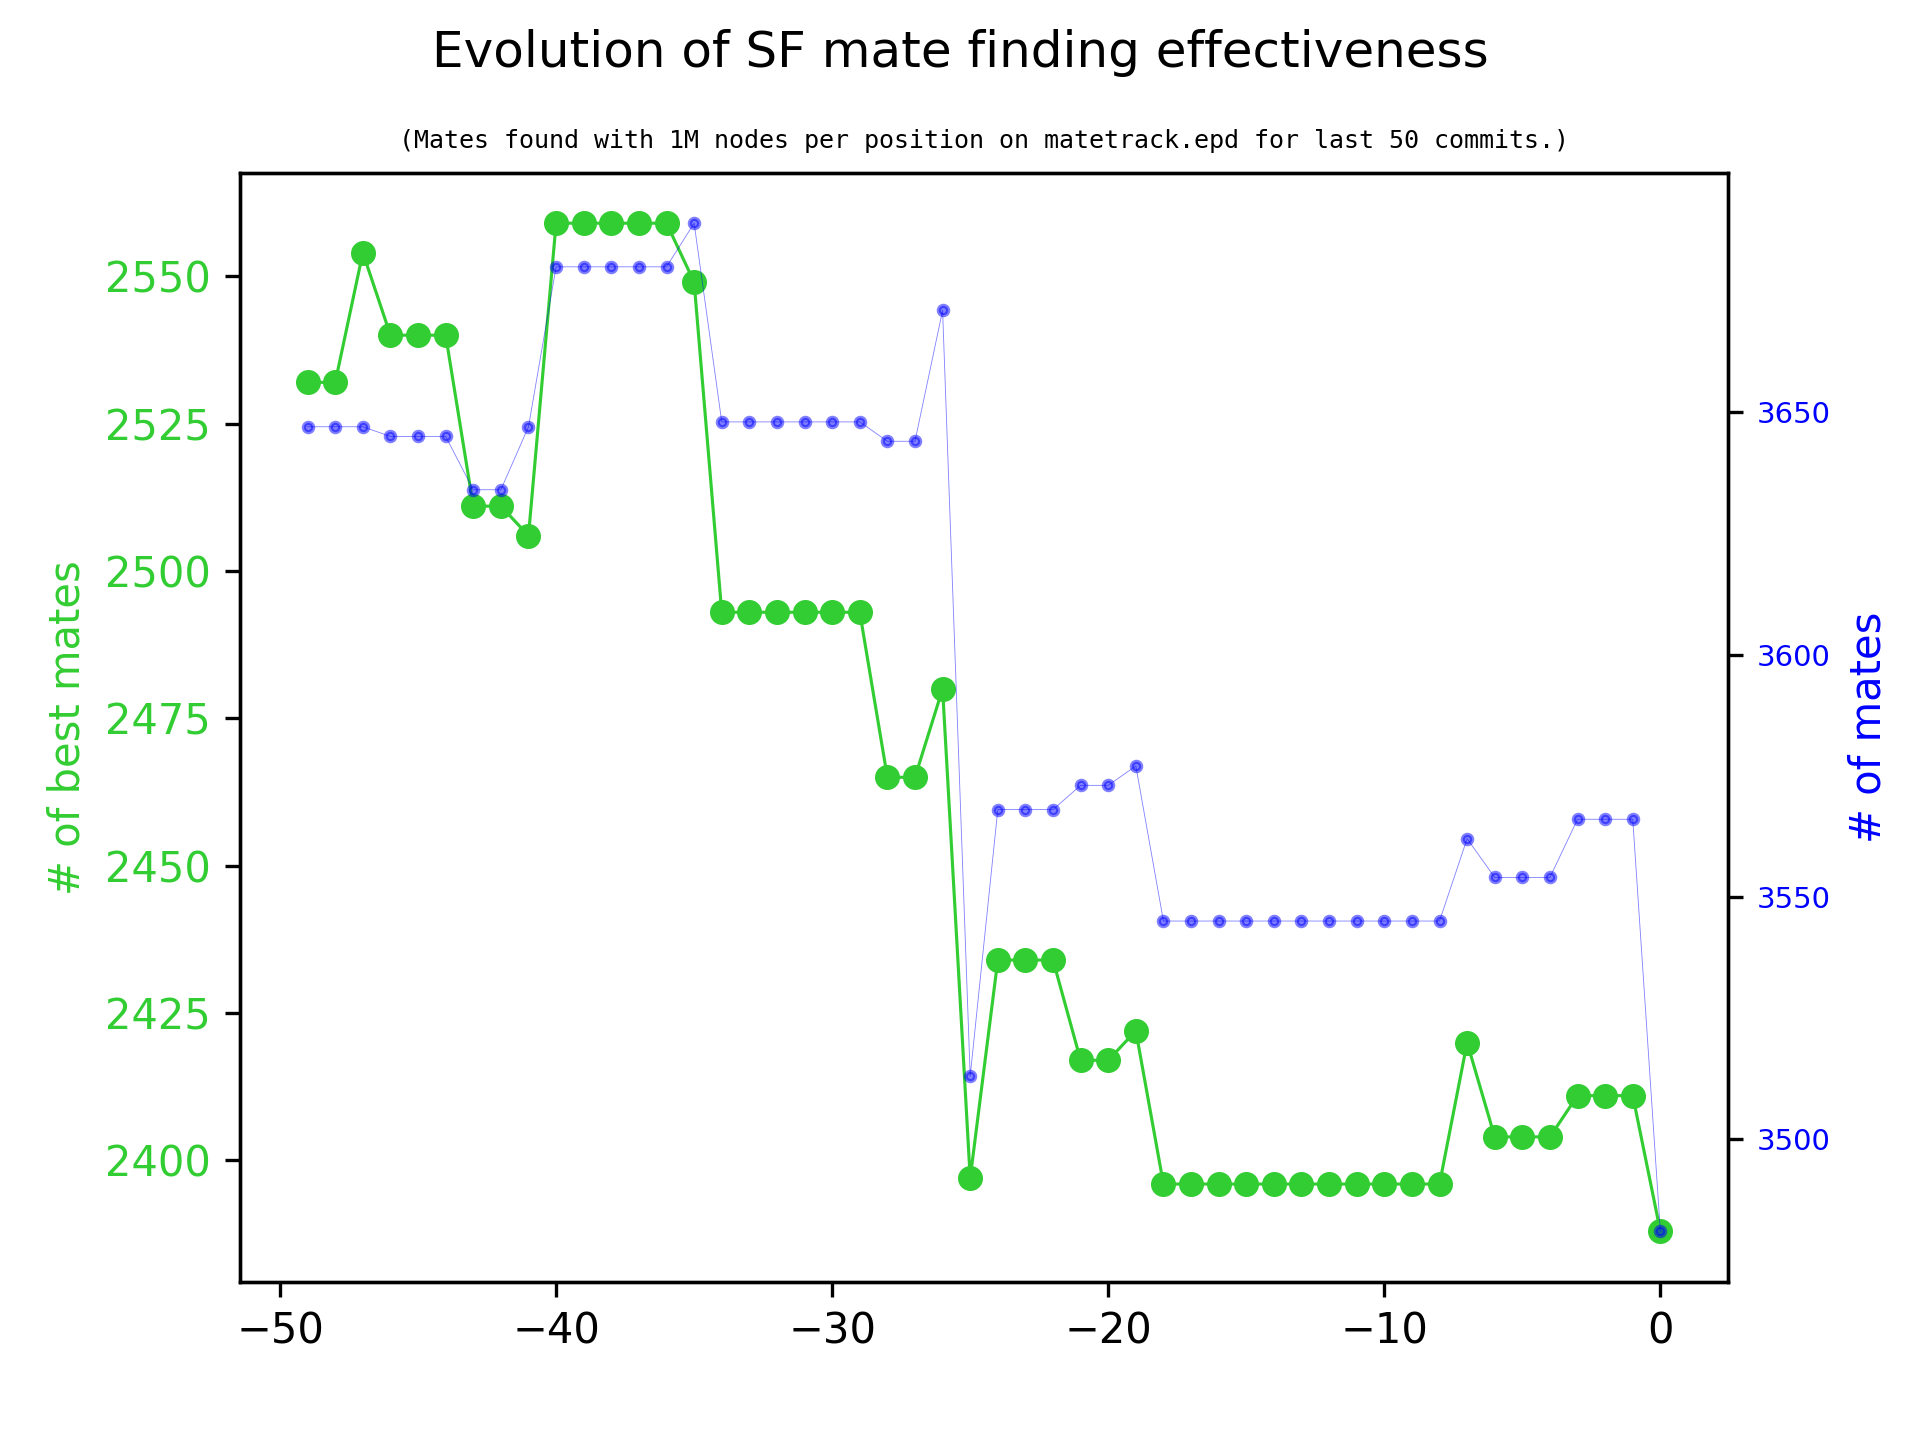 Evolution of SF mate finding effectiveness
(Mates found with 1M nodes per position on matetrack.epd for last 50 commits.)
# of best mates
2550
2525
2500
2475
2450
2425
2400
3650
3600
3550
3500
# of mates
−50 −40 −30 −20 −10 0